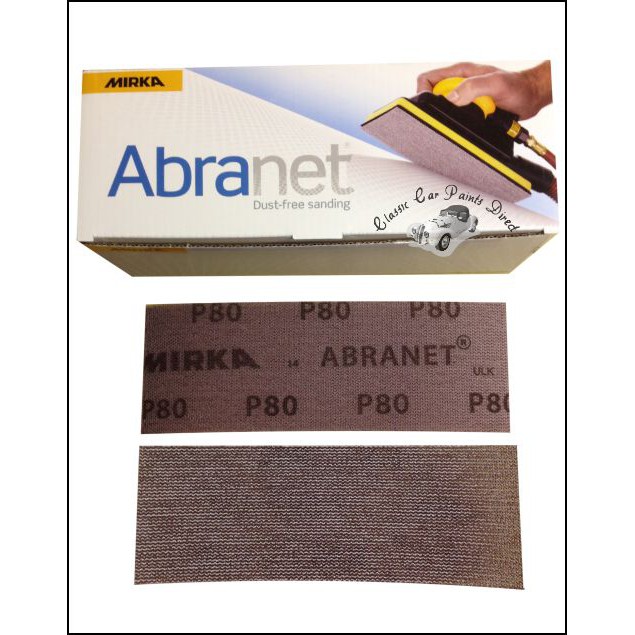 MIRKA
Abranet®
Dust-free sanding
Classic Car Paints Direct
P80 P80 P80
MIRKA 14 ABRANET®
ULK
P80 P80 P80 P80